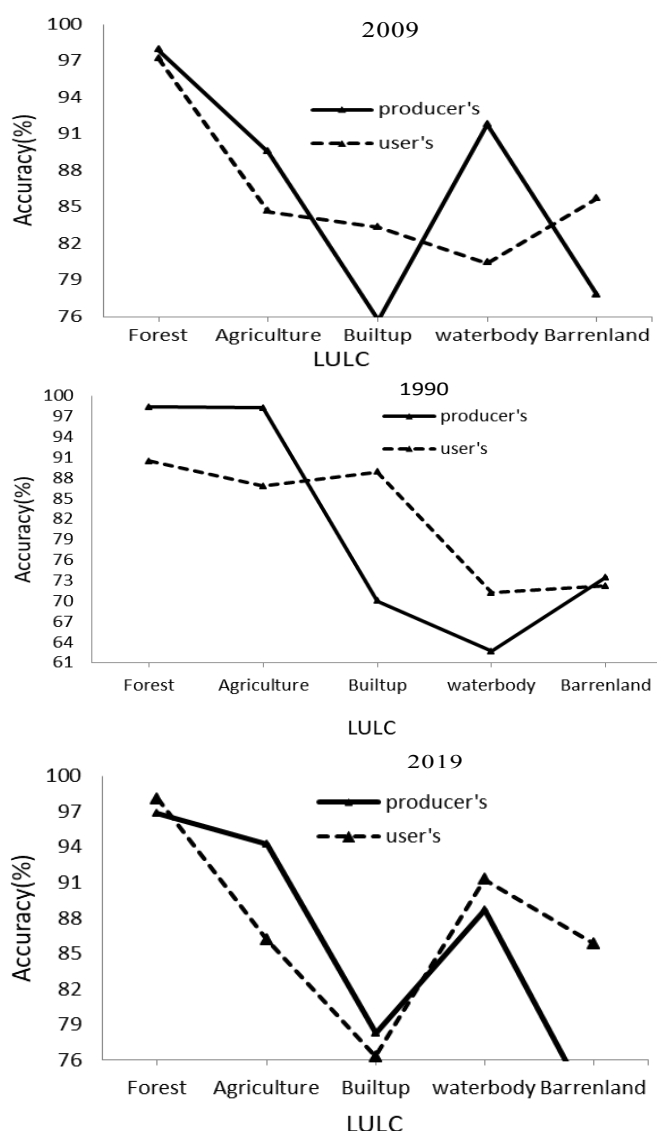 2009
100
97
94
91
88
85
82
79
76
Accuracy(%)
producer's
user's
Forest Agriculture Builtup waterbody Barrenland
LULC
1990
100
97
94
91
88
85
82
79
76
73
70
67
64
61
Accuracy(%)
producer's
user's
Forest Agriculture Builtup waterbody Barrenland
LULC
2019
100
97
94
91
88
85
82
79
76
Accuracy(%)
producer's
user's
Forest Agriculture Builtup waterbody Barrenland
LULC